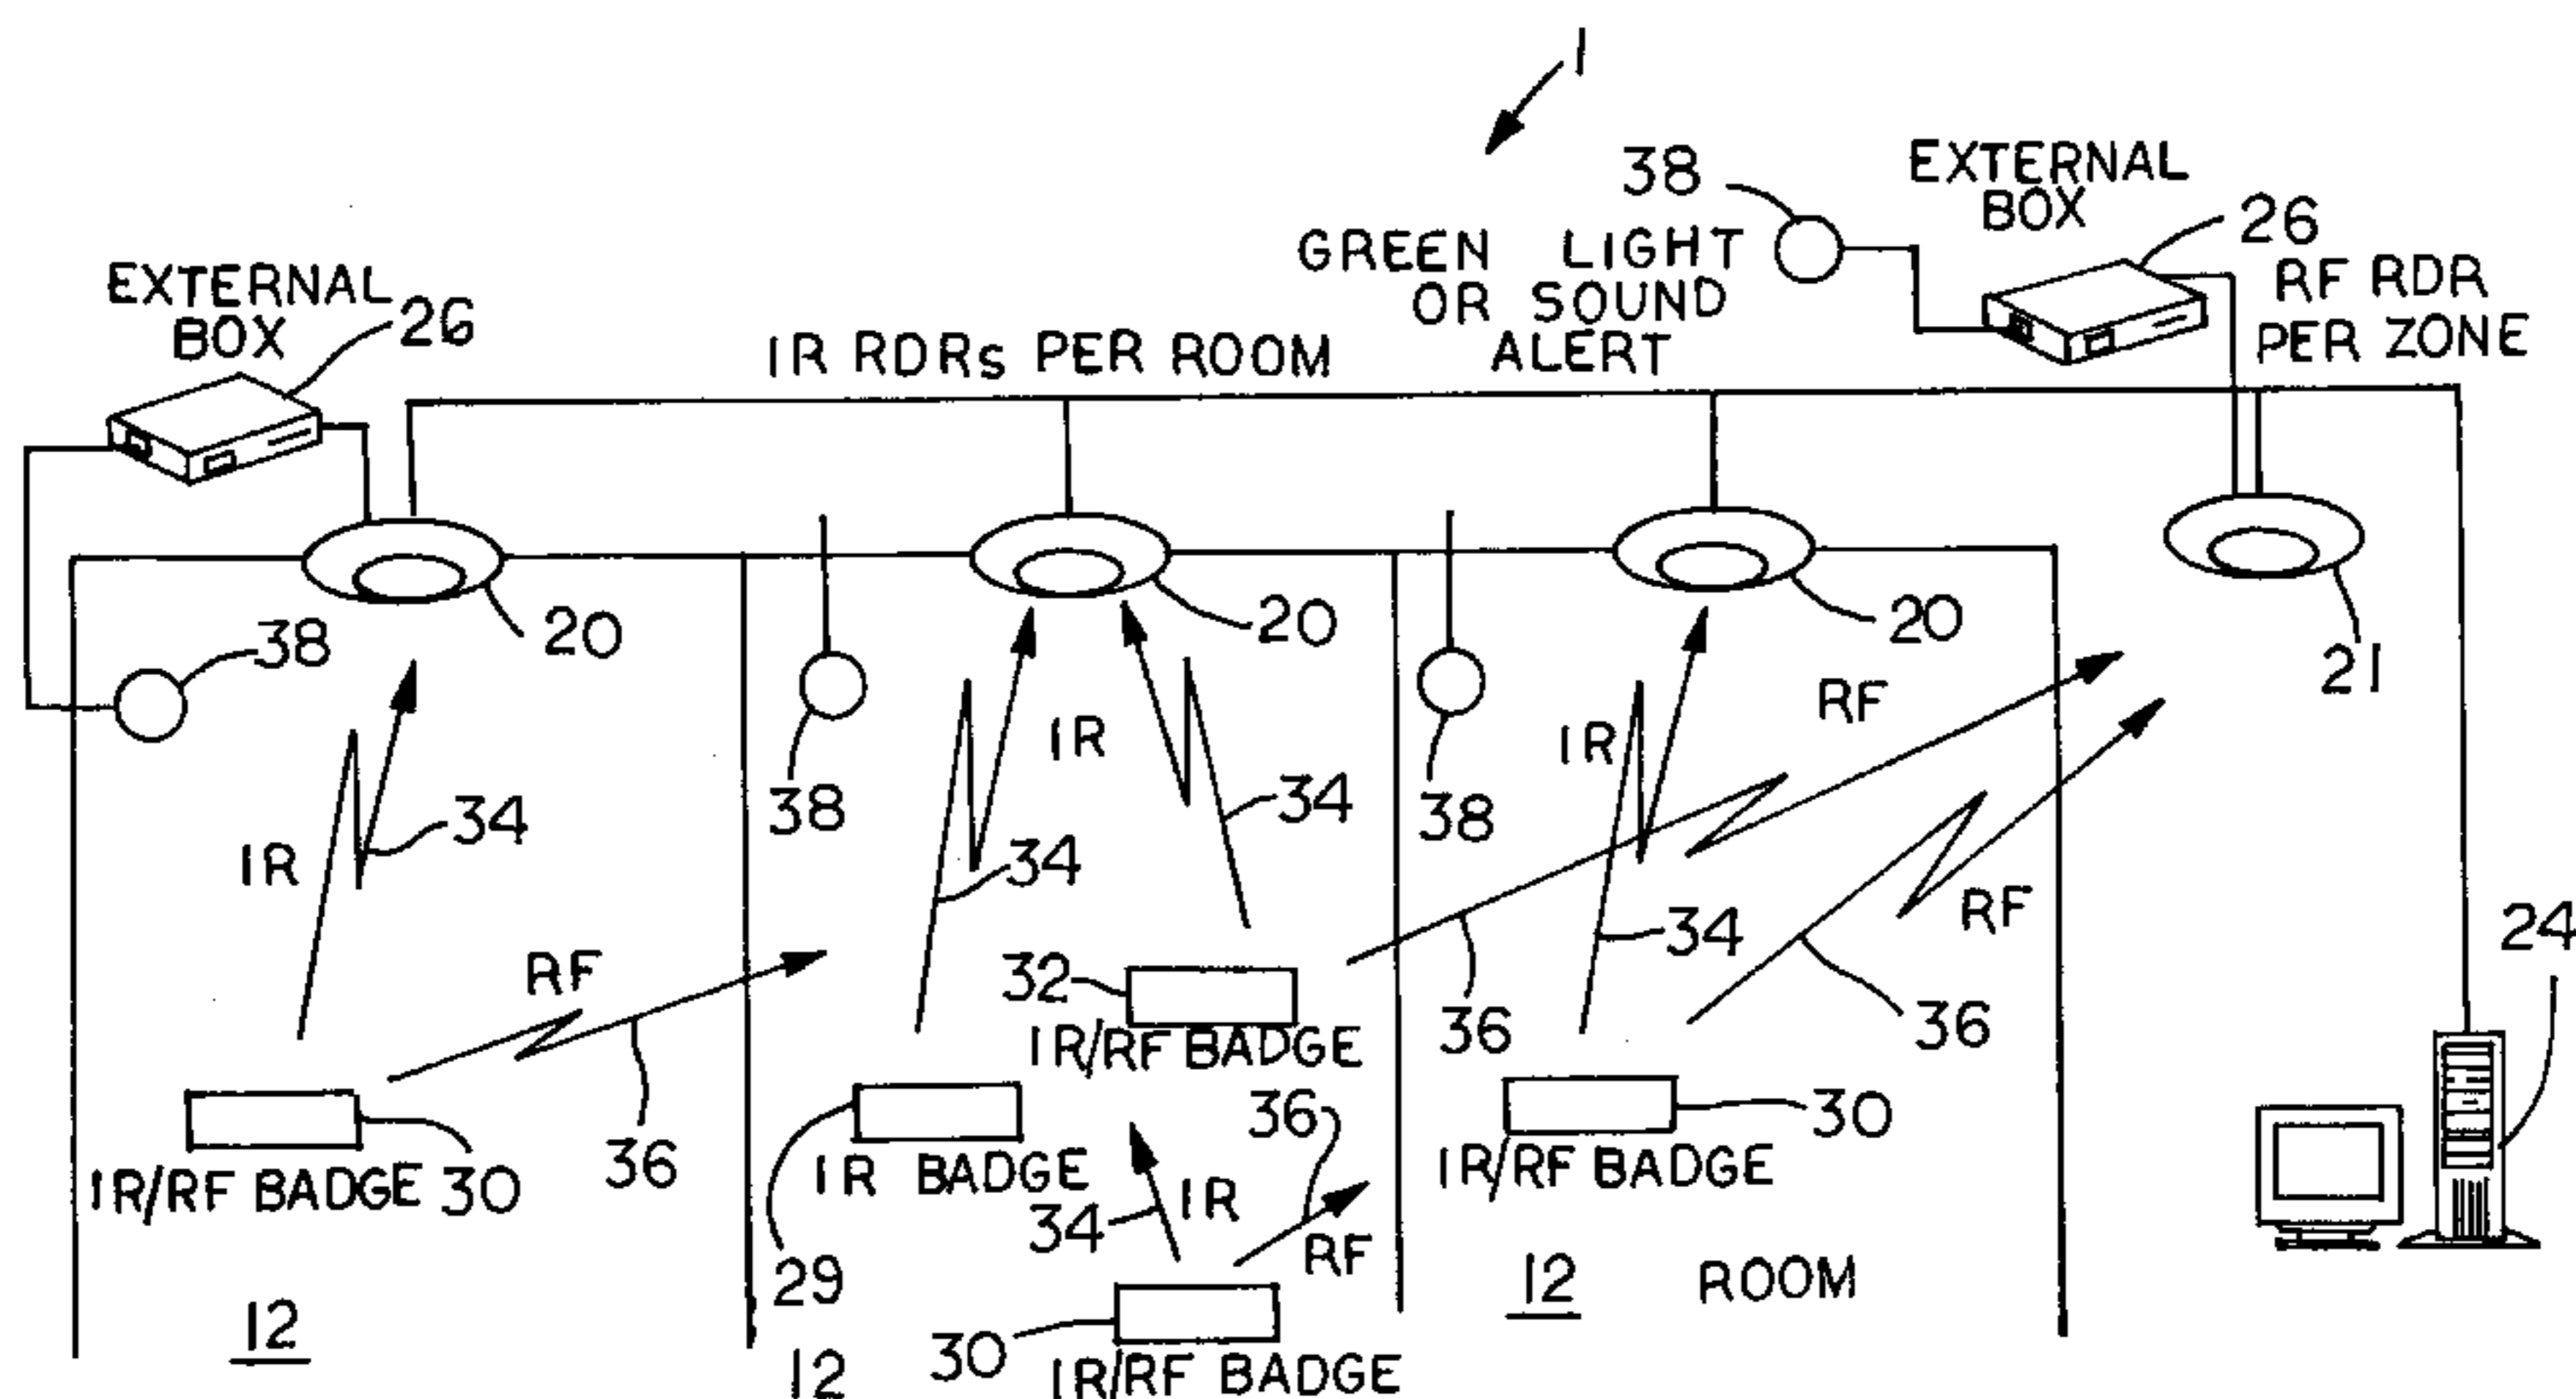 1
38
EXTERNAL
BOX
26
GREEN LIGHT
OR SOUND
ALERT
RF RDR
PER ZONE
EXTERNAL
BOX
26
IR RDRs PER ROOM
20
20
20
21
38
38
38
IR
34
IR
34
34
IR
RF
RF
34
36
36
24
RF
36
32
IR/RF BADGE
IR/RF BADGE 30
29
IR BADGE
34
IR
36
RF
30
IR/RF BADGE
30
IR/RF BADGE
12
12
12 ROOM